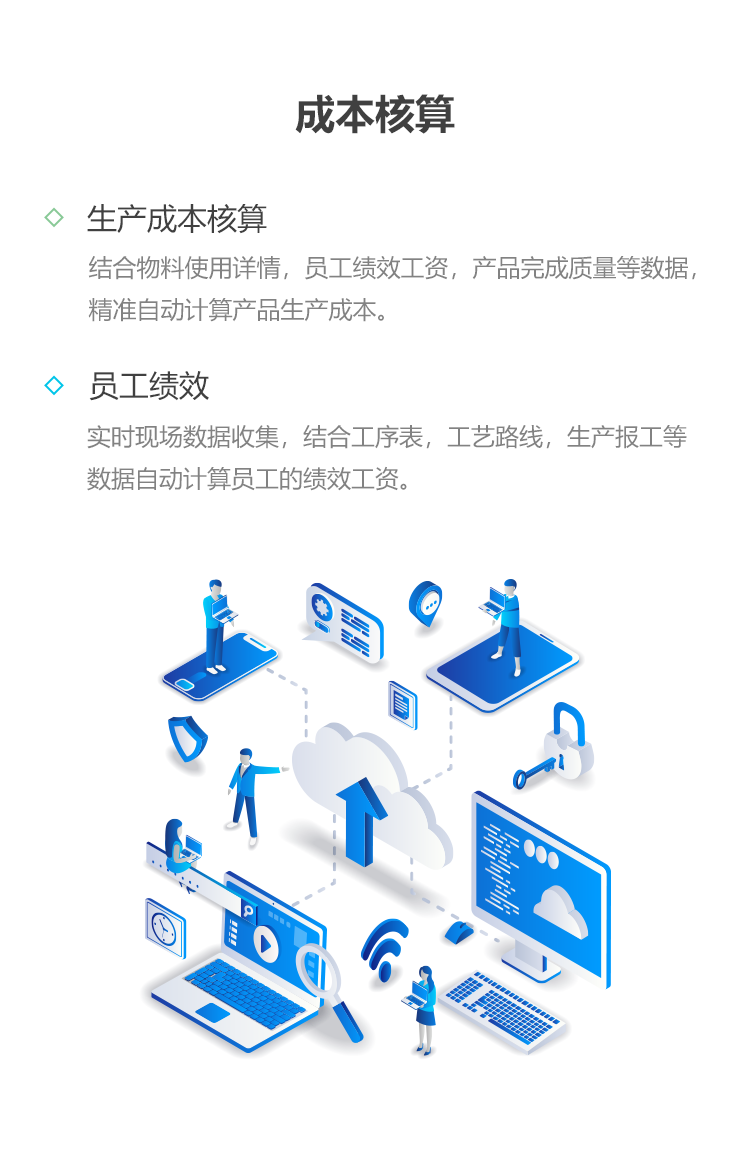 成本核算
生产成本核算
结合物料使用详情，员工绩效工资，产品完成质量等数据，
精准自动计算产品生产成本。
员工绩效
实时现场数据收集，结合工序表，工艺路线，生产报工等
数据自动计算员工的绩效工资。